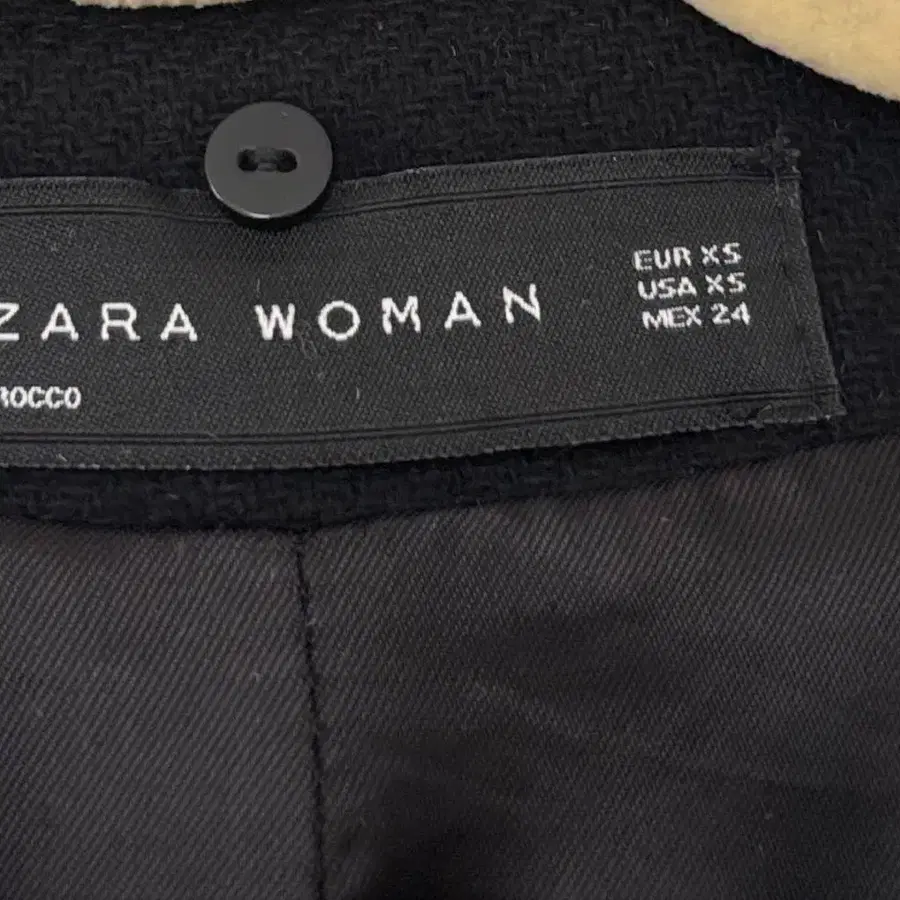 ZARA WOMAN
EUR XS
USA XS
MEX 24
ROCCO